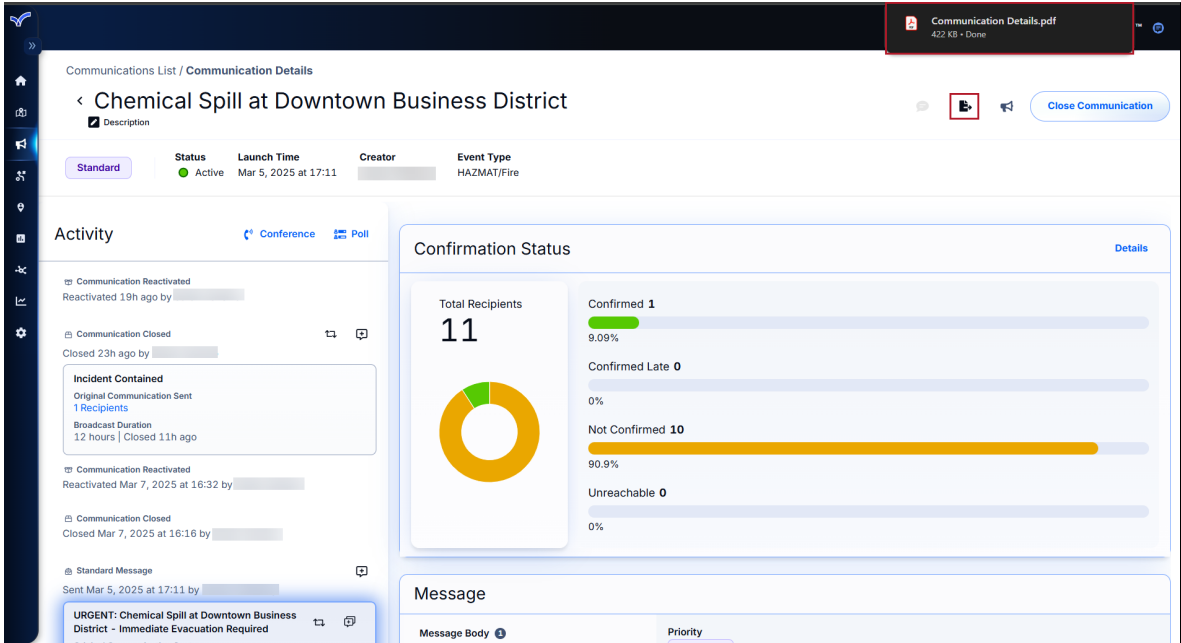 Communication Details.pdf
422 KB • Done
™
Communications List / Communication Details
Chemical Spill at Downtown Business District
Description
Close Communication
Standard
Status
Active
Launch Time
Mar 5, 2025 at 17:11
Creator
Event Type
HAZMAT/Fire
Activity
Conference
Poll
Communication Reactivated
Reactivated 19h ago by
Communication Closed
Closed 23h ago by
Incident Contained
Original Communication Sent
1 Recipients
Broadcast Duration
12 hours | Closed 11h ago
Communication Reactivated
Reactivated Mar 7, 2025 at 16:32 by
Communication Closed
Closed Mar 7, 2025 at 16:16 by
Standard Message
Sent Mar 5, 2025 at 17:11 by
URGENT: Chemical Spill at Downtown Business
District - Immediate Evacuation Required
Confirmation Status
Details
Total Recipients
11
Confirmed 1
9.09%
Confirmed Late 0
0%
Not Confirmed 10
90.9%
Unreachable 0
0%
Message
Message Body 1
Priority